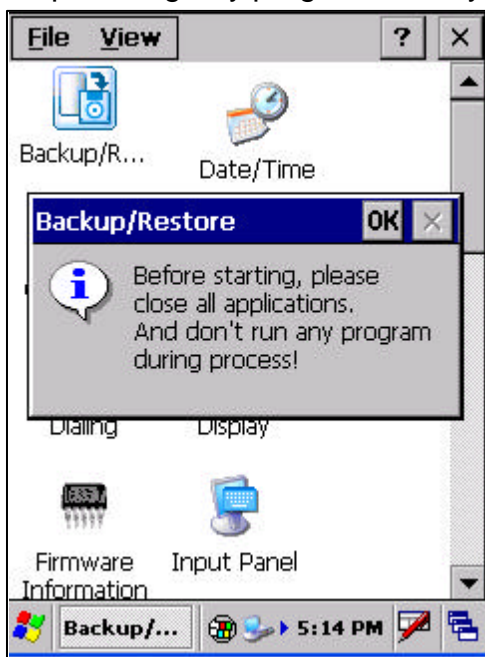 File View ? ×
Backup/R...
Date/Time
Backup/Restore OK ×
Before starting, please
close all applications.
And don't run any program
during process!
Dialing Display
Firmware
Information
Input Panel
Backup/... 5:14 PM